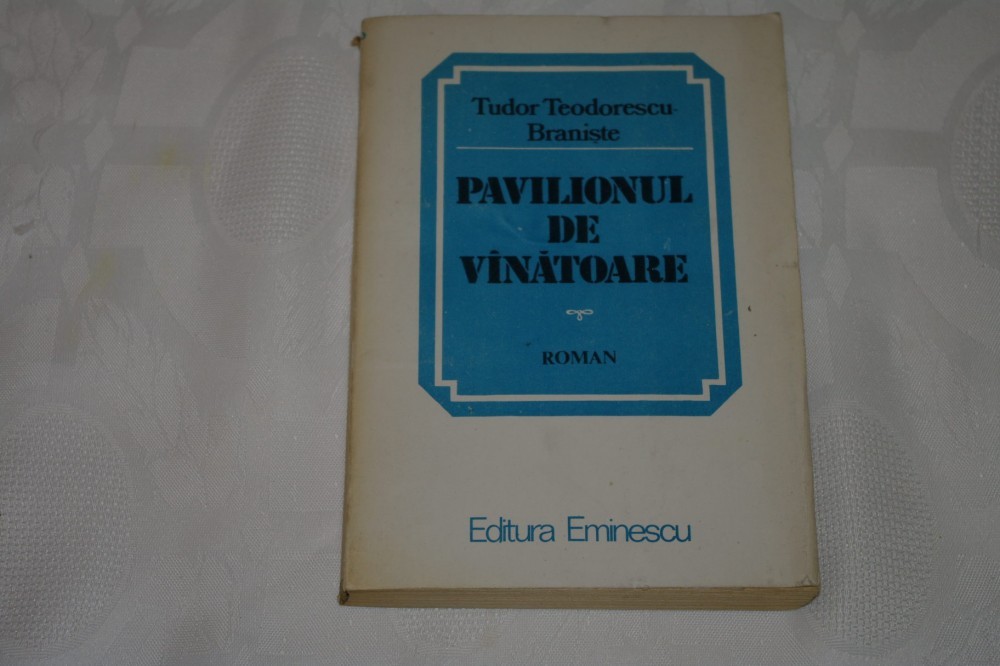 Tudor Teodorescu-
Braniște
PAVILIONUL
DE
VÎNĂTOARE
ROMAN
Editura Eminescu